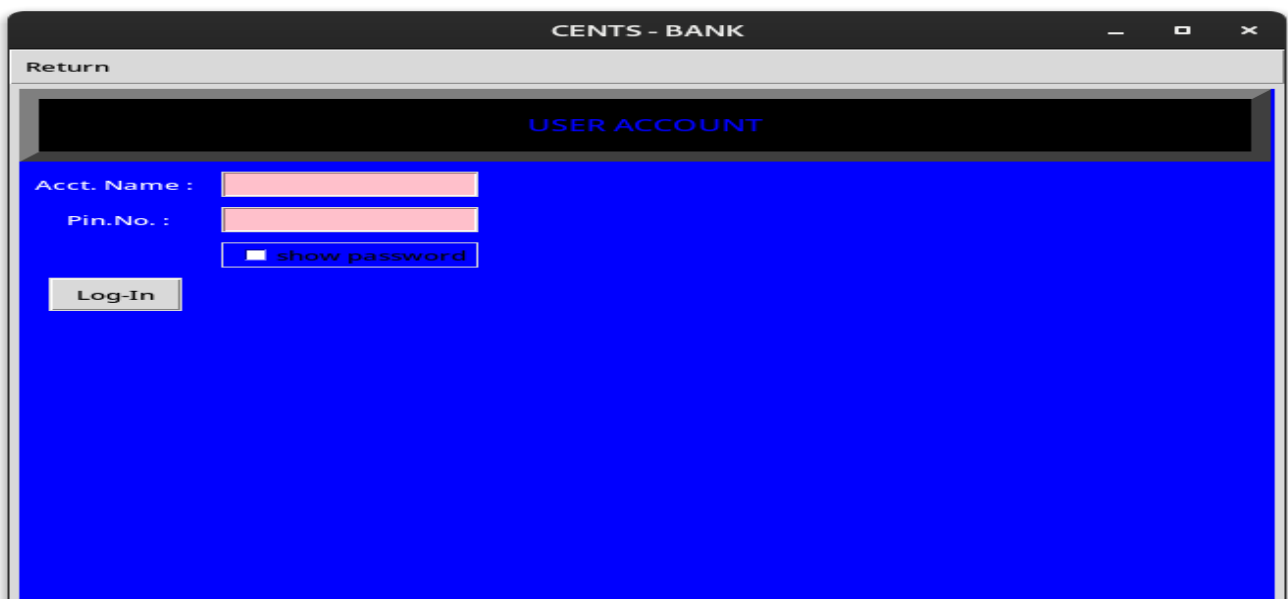 CENTS - BANK
Return
USER ACCOUNT
Acct. Name :
Pin.No. :
show password
Log-In